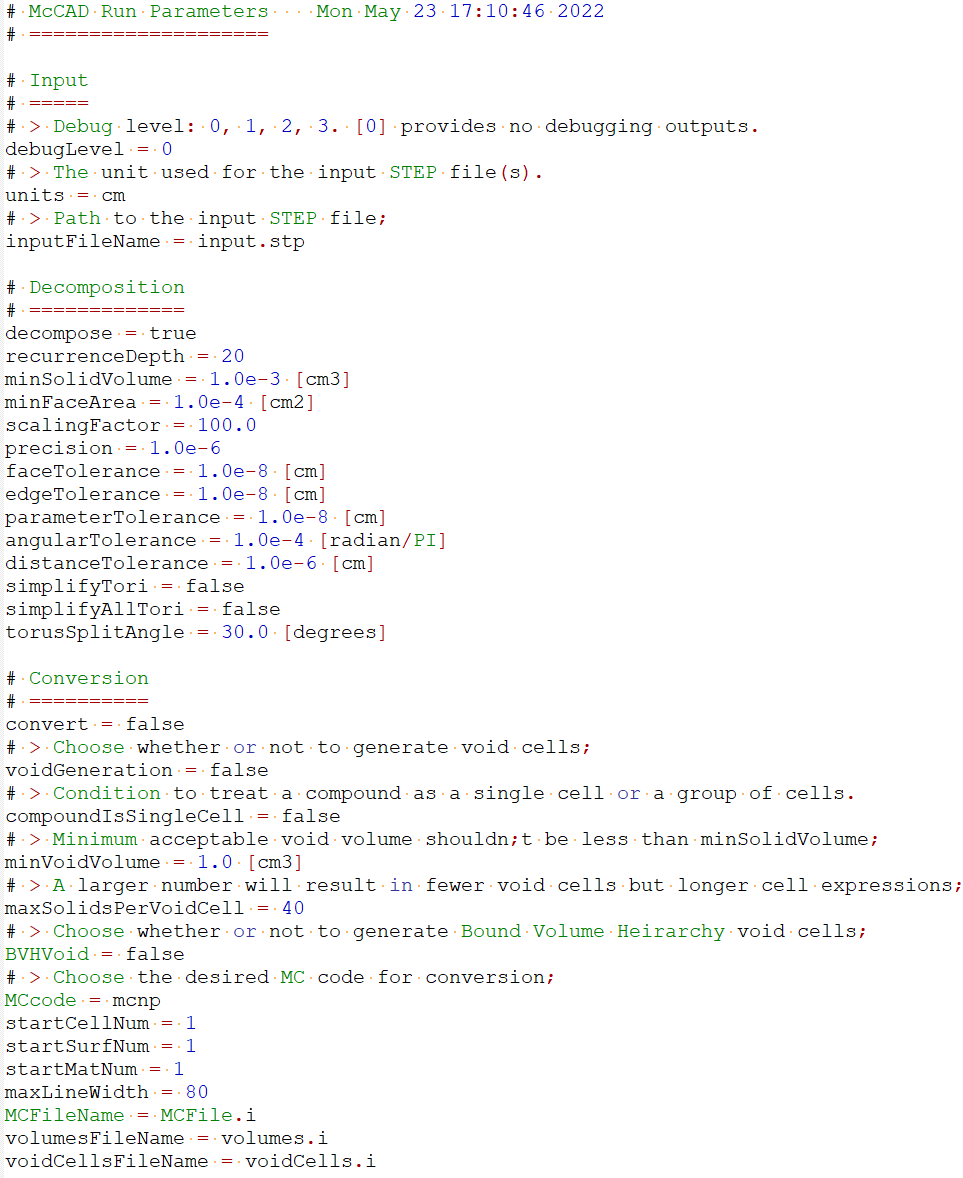 # McCAD Run Parameters    Mon May 23 17:10:46 2022
# ====================

# Input
# =====
# > Debug level: 0, 1, 2, 3. [0] provides no debugging outputs.
debugLevel = 0
# > The unit used for the input STEP file(s).
units = cm
# > Path to the input STEP file;
inputFileName = input.stp

# Decomposition
# =============
decompose = true
recurrenceDepth = 20
minSolidVolume = 1.0e-3 [cm3]
minFaceArea = 1.0e-4 [cm2]
scalingFactor = 100.0
precision = 1.0e-6
faceTolerance = 1.0e-8 [cm]
edgeTolerance = 1.0e-8 [cm]
parameterTolerance = 1.0e-8 [cm]
angularTolerance = 1.0e-4 [radian/PI]
distanceTolerance = 1.0e-6 [cm]
simplifyTori = false
simplifyAllTori = false
torusSplitAngle = 30.0 [degrees]

# Conversion
# ==========
convert = false
# > Choose whether or not to generate void cells;
voidGeneration = false
# > Condition to treat a compound as a single cell or a group of cells.
compoundIsSingleCell = false
# > Minimum acceptable void volume shouldn;t be less than minSolidVolume;
minVoidVolume = 1.0 [cm3]
# > A larger number will result in fewer void cells but longer cell expressions;
maxSolidsPerVoidCell = 40
# > Choose whether or not to generate Bound Volume Heirarchy void cells;
BVHVoid = false
# > Choose the desired MC code for conversion;
MCcode = mcnp
startCellNum = 1
startSurfNum = 1
startMatNum = 1
maxLineWidth = 80
MCFileName = MCFile.i
volumesFileName = volumes.i
voidCellsFileName = voidCells.i